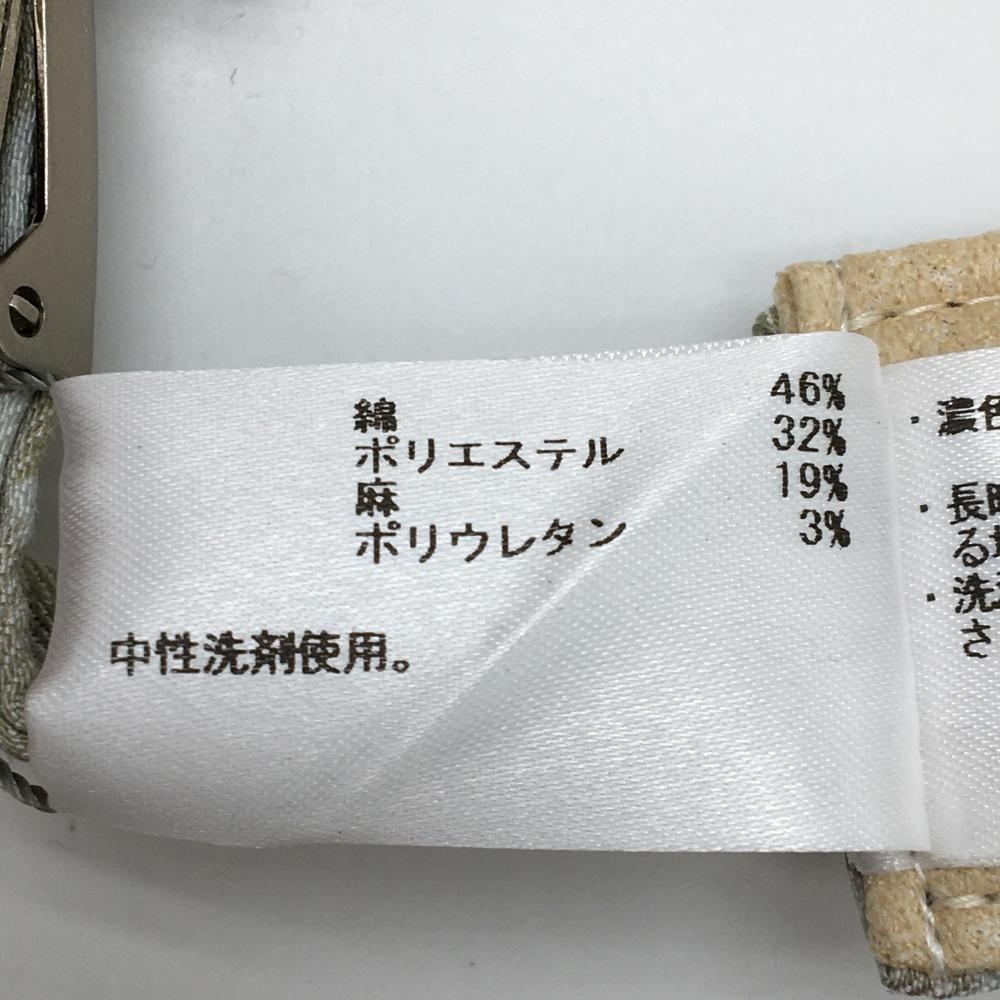 綿 46%
ポリエステル 32%
麻 19%
ポリウレタン 3%
中性洗剤使用。
・濃色
・長時
る
・洗濯
さ